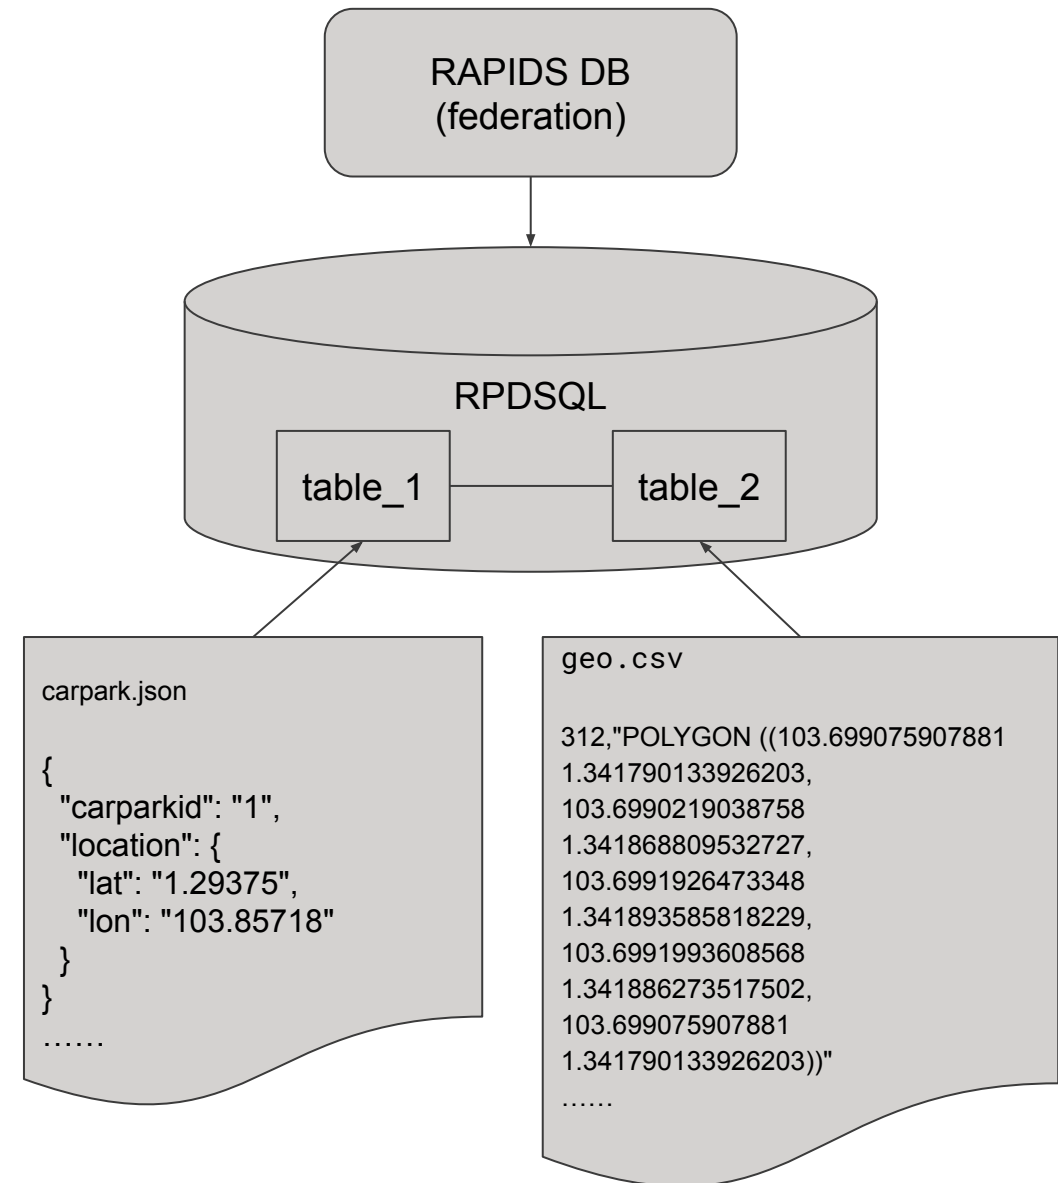 RAPIDS DB
(federation)
RPDSQL
table_1
table_2
carpark.json
{
"carparkid": "1",
"location": {
"lat": "1.29375",
"lon": "103.85718"
}
}
……
geo.csv
312,"POLYGON ((103.699075907881
1.341790133926203,
103.6990219038758
1.341868809532727,
103.6991926473348
1.341893585818229,
103.6991993608568
1.341886273517502,
103.699075907881
1.341790133926203))"
……